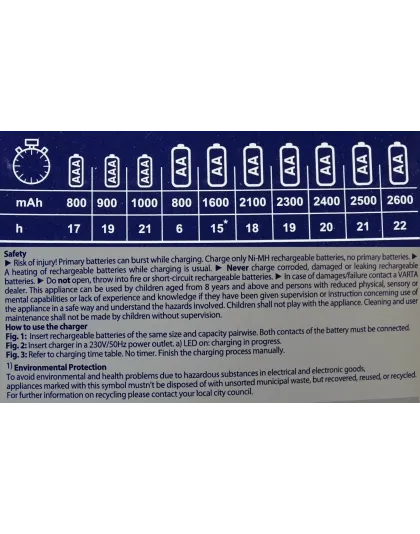 AAA AAA AAA AA AA AA AA AA AA AA
mAh 800 900 1000 800 1600 2100 2300 2400 2500 2600
h 17 19 21 6 15* 18 19 20 21 22
Safety
▶ Risk of injury! Primary batteries can burst while charging. Charge only Ni-MH rechargeable batteries, no primary batteries. ▶
A heating of rechargeable batteries while charging is usual. ▶ Never charge corroded, damaged or leaking rechargeable
batteries. ▶ Do not open, throw into fire or short-circuit rechargeable batteries. ▶ In case of damages/failure contact a VARTA
dealer. This appliance can be used by children aged from 8 years and above and persons with reduced physical, sensory or
mental capabilities or lack of experience and knowledge if they have been given supervision or instruction concerning use of
the appliance in a safe way and understand the hazards involved. Children shall not play with the appliance. Cleaning and user
maintenance shall not be made by children without supervision.
How to use the charger
Fig. 1: Insert rechargeable batteries of the same size and capacity pairwise. Both contacts of the battery must be connected.
Fig. 2: Insert charger in a 230V/50Hz power outlet. a) LED on: charging in progress.
Fig. 3: Refer to charging time table. No timer. Finish the charging process manually.
1) Environmental Protection
To avoid environmental and health problems due to hazardous substances in electrical and electronic goods,
appliances marked with this symbol mustn't be disposed of with unsorted municipal waste, but recovered, reused, or recycled.
For further information on recycling please contact your local city council.